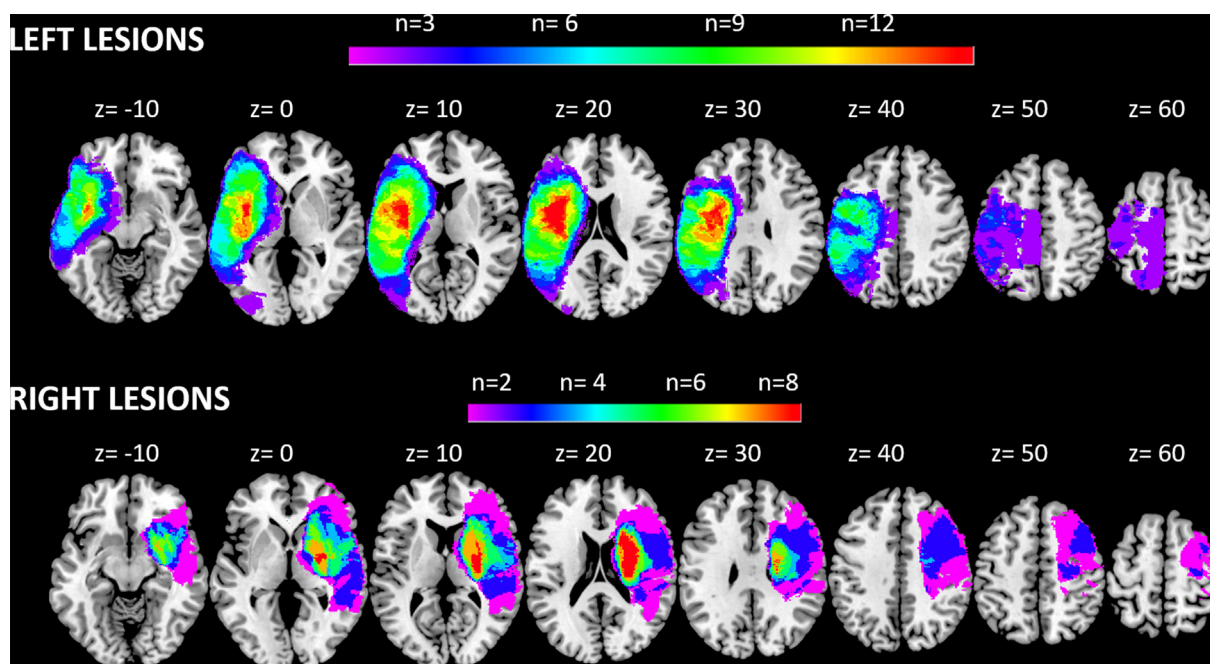 n=3 n= 6 n=9 n=12
LEFT LESIONS
z= -10 z= 0 z= 10 z= 20 z= 30 z= 40 z= 50 z= 60
n=2 n= 4 n=6 n=8
RIGHT LESIONS
z= -10 z= 0 z= 10 z= 20 z= 30 z= 40 z= 50 z= 60